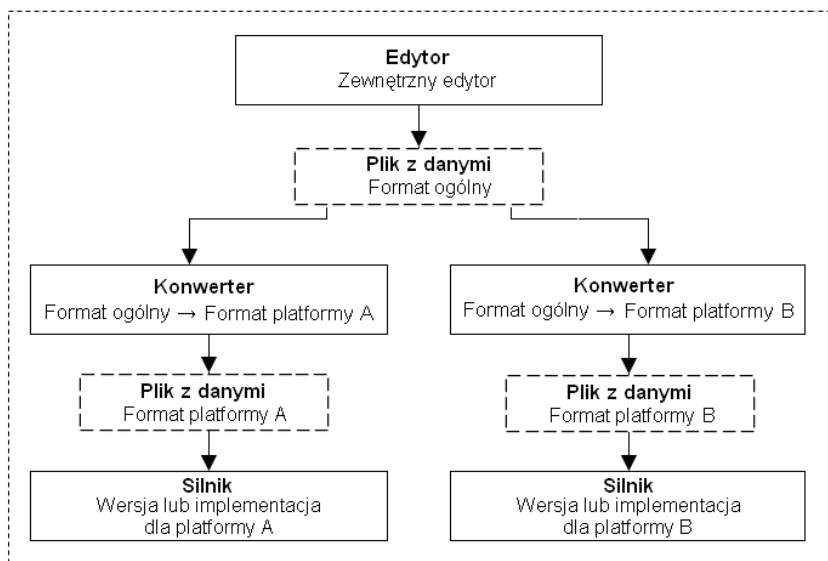 Edytor
Zewnętrzny edytor
Plik z danymi
Format ogólny
Konwerter
Format ogólny → Format platformy A
Plik z danymi
Format platformy A
Silnik
Wersja lub implementacja
dla platformy A
Konwerter
Format ogólny → Format platformy B
Plik z danymi
Format platformy B
Silnik
Wersja lub implementacja
dla platformy B